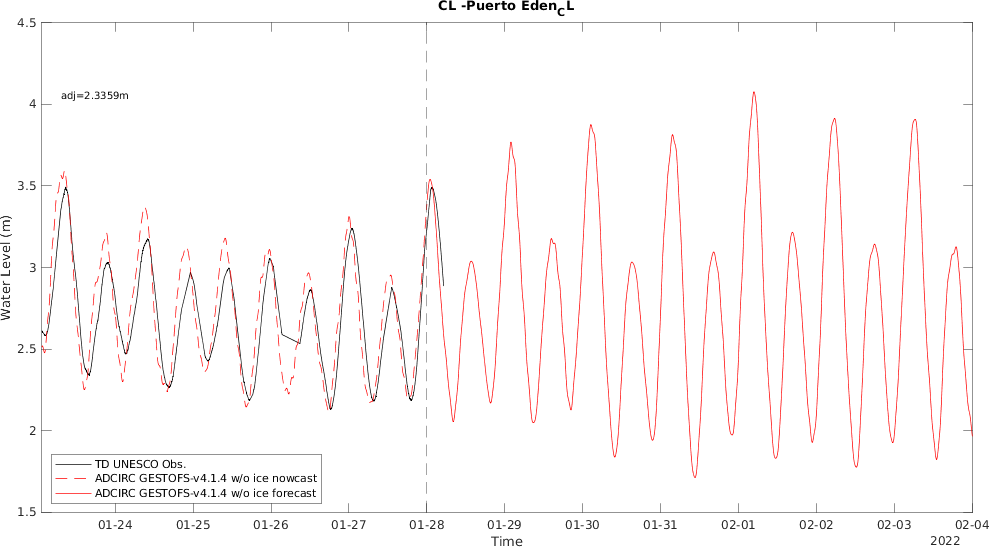 CL -Puerto Eden_CL
adj=2.3359m
Water Level (m)
4.5
4
3.5
3
2.5
2
1.5
TD UNESCO Obs.
ADCIRC GESTOFS-v4.1.4 w/o ice nowcast
ADCIRC GESTOFS-v4.1.4 w/o ice forecast
01-24 01-25 01-26 01-27 01-28 01-29 01-30 01-31 02-01 02-02 02-03 02-04
Time
2022